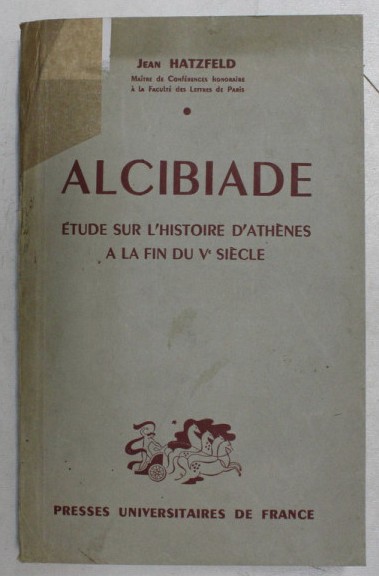 Jean HATZFELD
Maître de Conférences honoraire
à la Faculté des Lettres de Paris
ALCIBIADE
ÉTUDE SUR L'HISTOIRE D'ATHÈNES
A LA FIN DU Vᵉ SIÈCLE
PRESSES UNIVERSITAIRES DE FRANCE